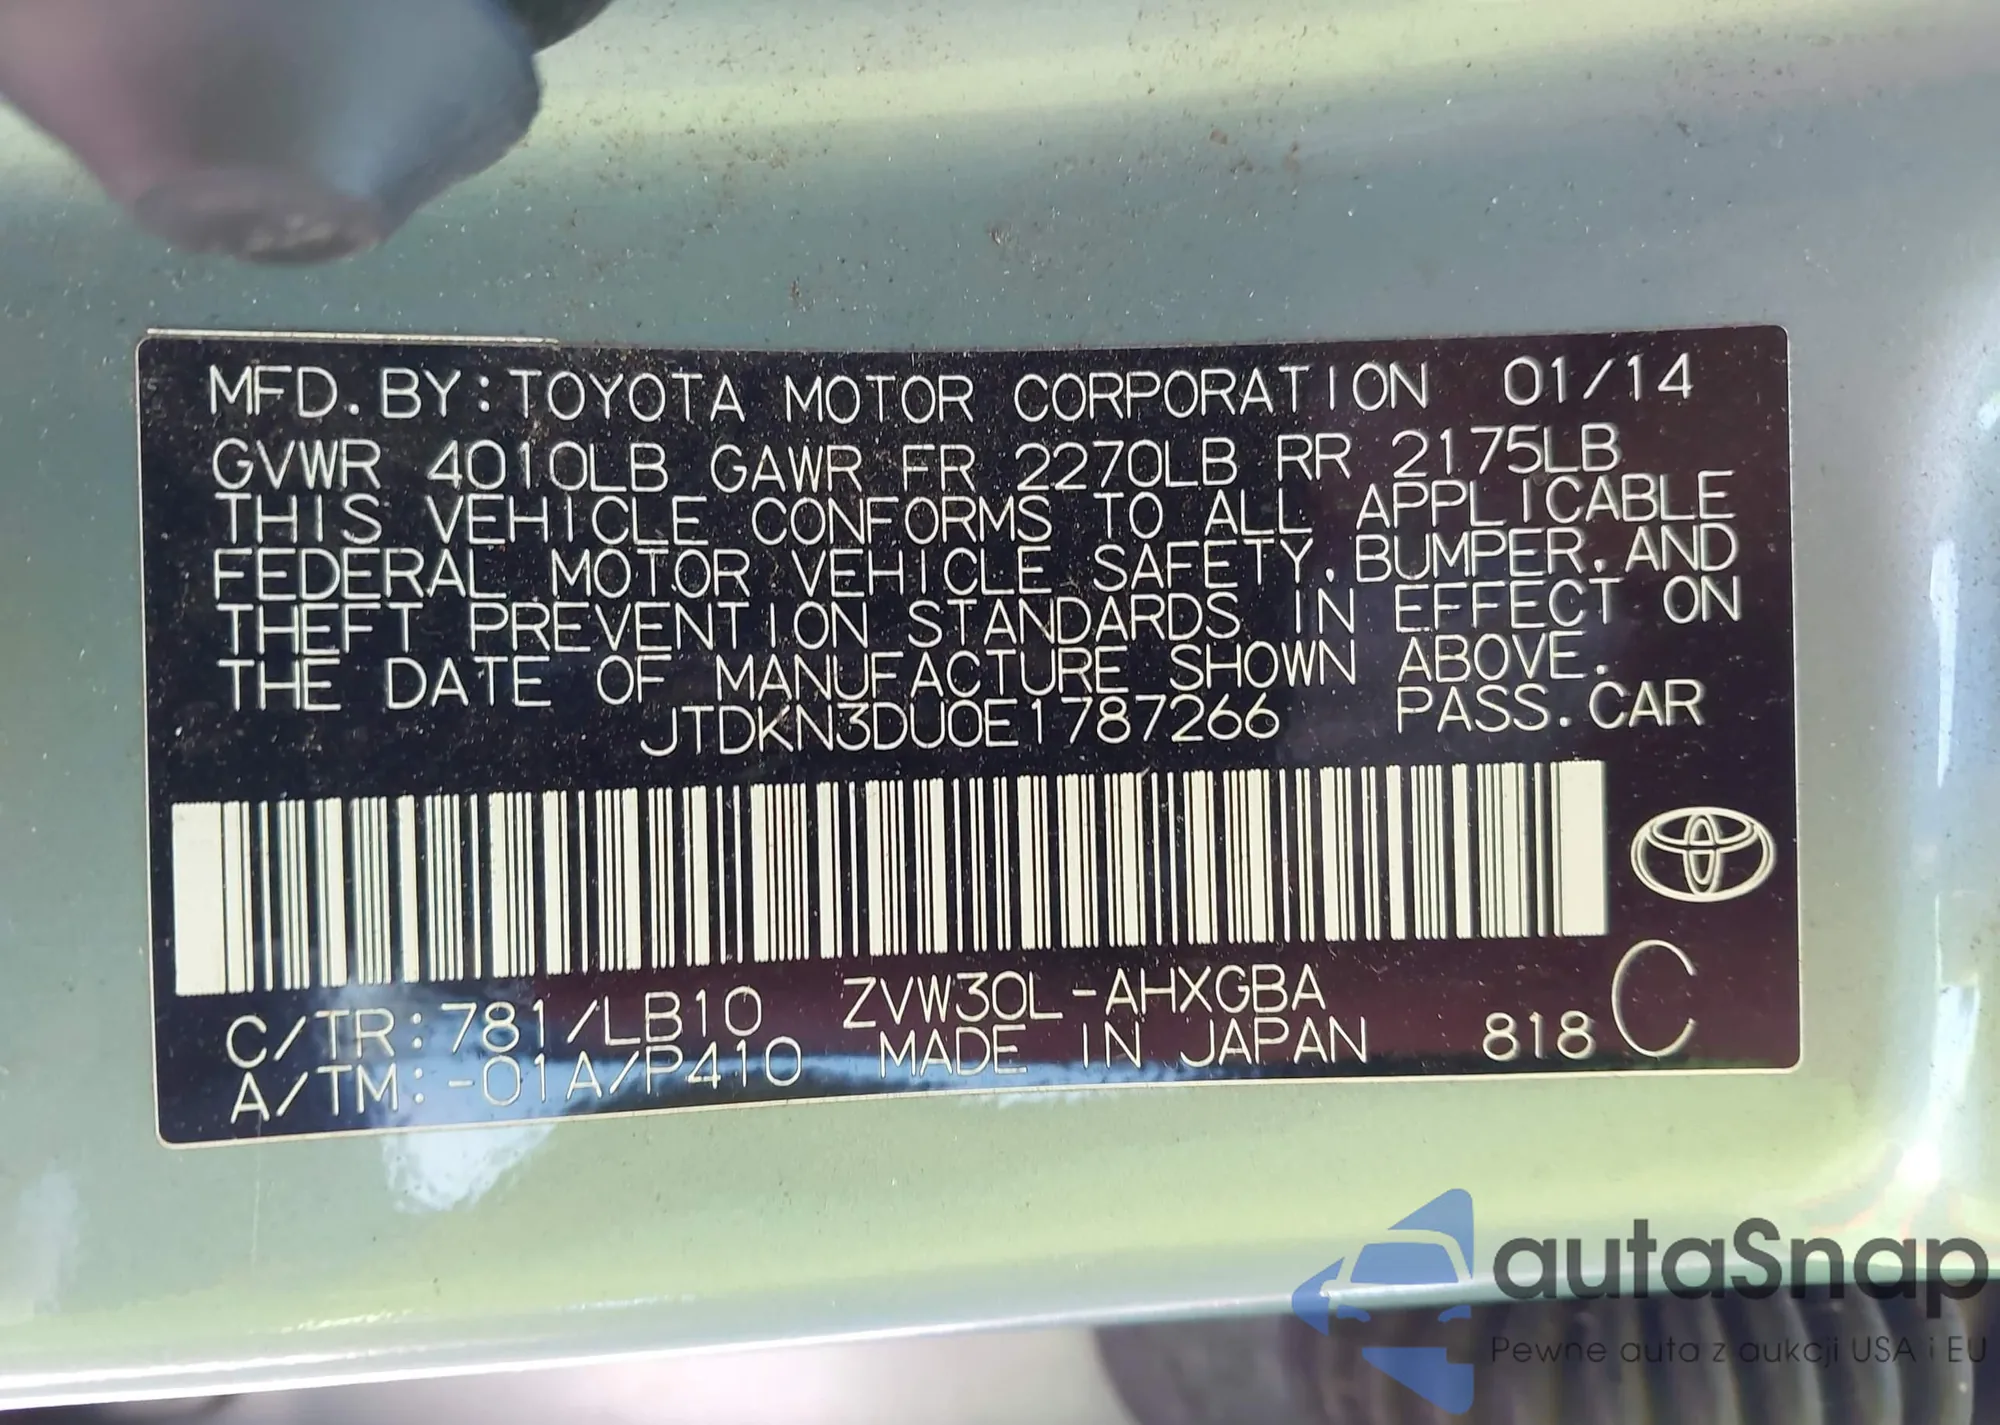 MFD. BY: TOYOTA MOTOR CORPORATION 01/14
GVWR 4010LB GAWR FR 2270LB RR 2175LB
THIS VEHICLE CONFORMS TO ALL APPLICABLE
FEDERAL MOTOR VEHICLE SAFETY, BUMPER, AND
THEFT PREVENTION STANDARDS IN EFFECT ON
THE DATE OF MANUFACTURE SHOWN ABOVE.
JTDKN3DU0E1787266 PASS. CAR
C/TR: 781/LB10 ZVW30L-AHXGBA
A/TM: -01A/P410 MADE IN JAPAN 818 C
autaSnap
Pewne auta z aukcji USA i EU